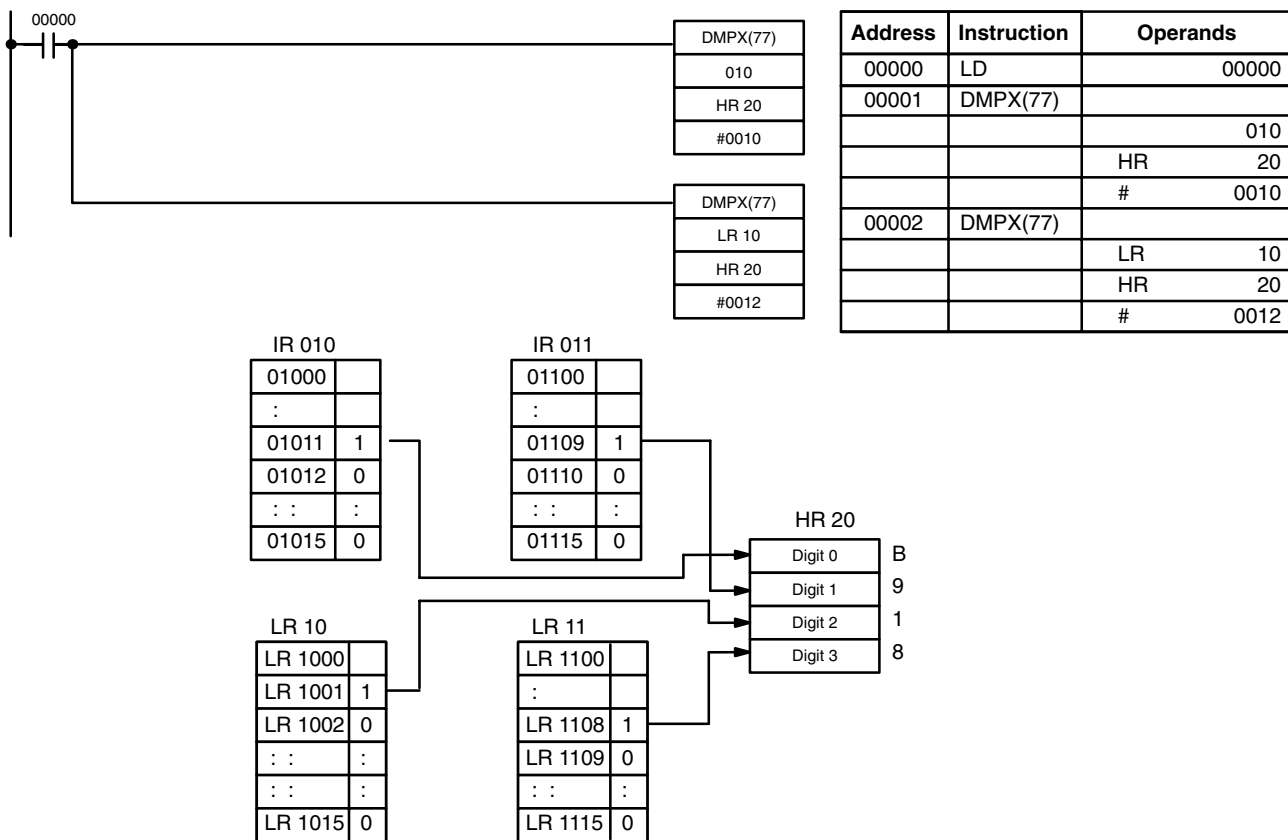 00000
DMPX(77)
010
HR 20
#0010
DMPX(77)
LR 10
HR 20
#0012
Address Instruction Operands
00000 LD 00000
00001 DMPX(77)
010
HR 20
# 0010
00002 DMPX(77)
LR 10
HR 20
# 0012
IR 010
01000
:
01011 1
01012 0
: : :
01015 0
IR 011
01100
:
01109 1
01110 0
: : :
01115 0
HR 20
Digit 0 B
Digit 1 9
Digit 2 1
Digit 3 8
LR 10
LR 1000
LR 1001 1
LR 1002 0
: : :
: : :
LR 1015 0
LR 11
LR 1100
:
LR 1108 1
LR 1109 0
: : :
LR 1115 0